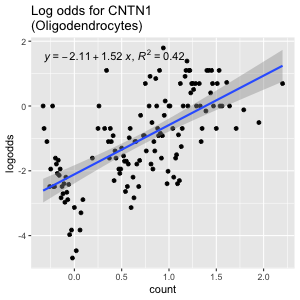 Log odds for CNTN1
(Oligodendrocytes)
y = −2.11 + 1.52 x, R² = 0.42
2
0
-2
-4
logodds
0.0 0.5 1.0 1.5 2.0
count